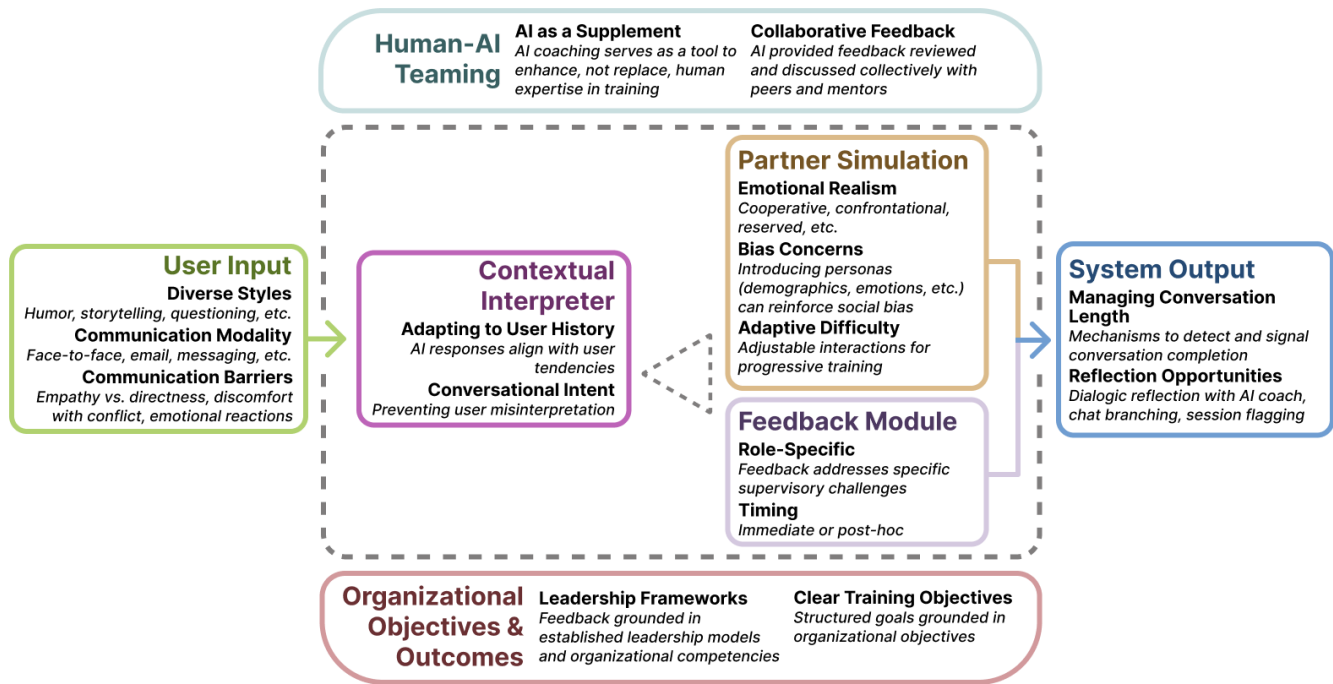 Human-AI
Teaming
AI as a Supplement
AI coaching serves as a tool to
enhance, not replace, human
expertise in training
Collaborative Feedback
AI provided feedback reviewed
and discussed collectively with
peers and mentors
User Input
Diverse Styles
Humor, storytelling, questioning, etc.
Communication Modality
Face-to-face, email, messaging, etc.
Communication Barriers
Empathy vs. directness, discomfort
with conflict, emotional reactions
Contextual
Interpreter
Adapting to User History
AI responses align with user
tendencies
Conversational Intent
Preventing user misinterpretation
Partner Simulation
Emotional Realism
Cooperative, confrontational,
reserved, etc.
Bias Concerns
Introducing personas
(demographics, emotions, etc.)
can reinforce social bias
Adaptive Difficulty
Adjustable interactions for
progressive training
Feedback Module
Role-Specific
Feedback addresses specific
supervisory challenges
Timing
Immediate or post-hoc
System Output
Managing Conversation
Length
Mechanisms to detect and signal
conversation completion
Reflection Opportunities
Dialogic reflection with AI coach,
chat branching, session flagging
Organizational
Objectives &
Outcomes
Leadership Frameworks
Feedback grounded in
established leadership models
and organizational competencies
Clear Training Objectives
Structured goals grounded in
organizational objectives